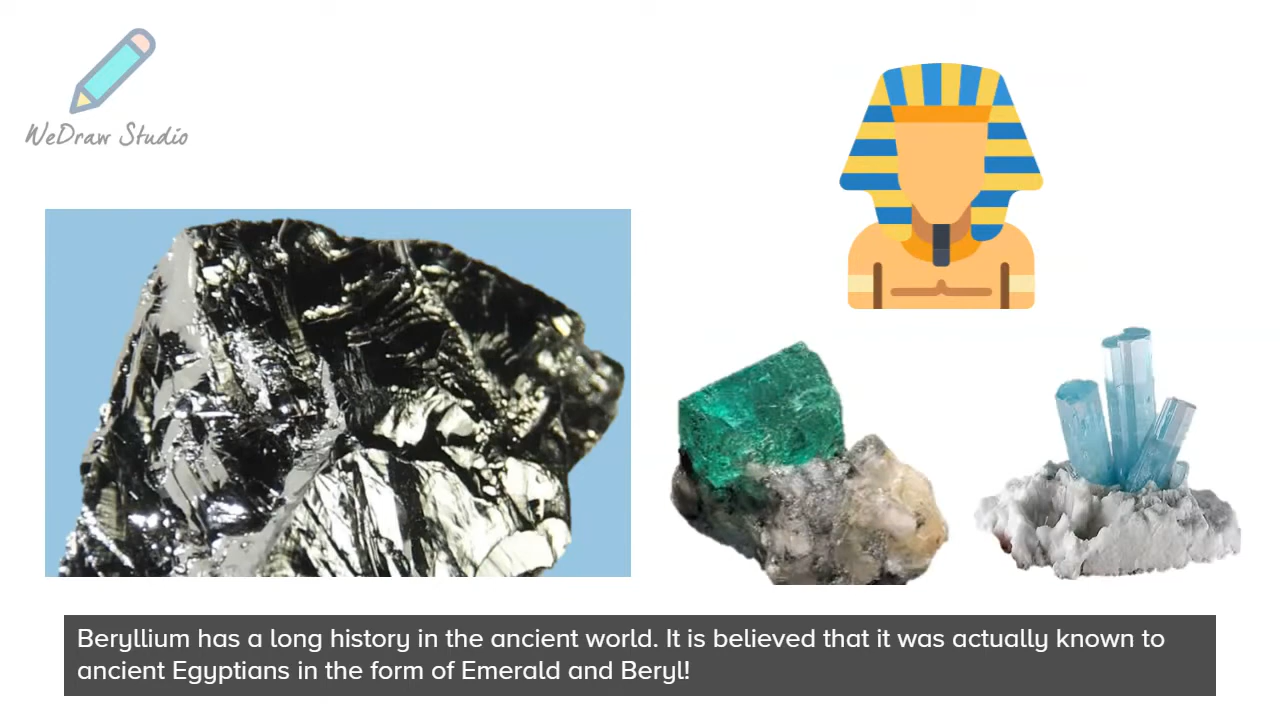 WeDraw Studio
Beryllium has a long history in the ancient world. It is believed that it was actually known to
ancient Egyptians in the form of Emerald and Beryl!